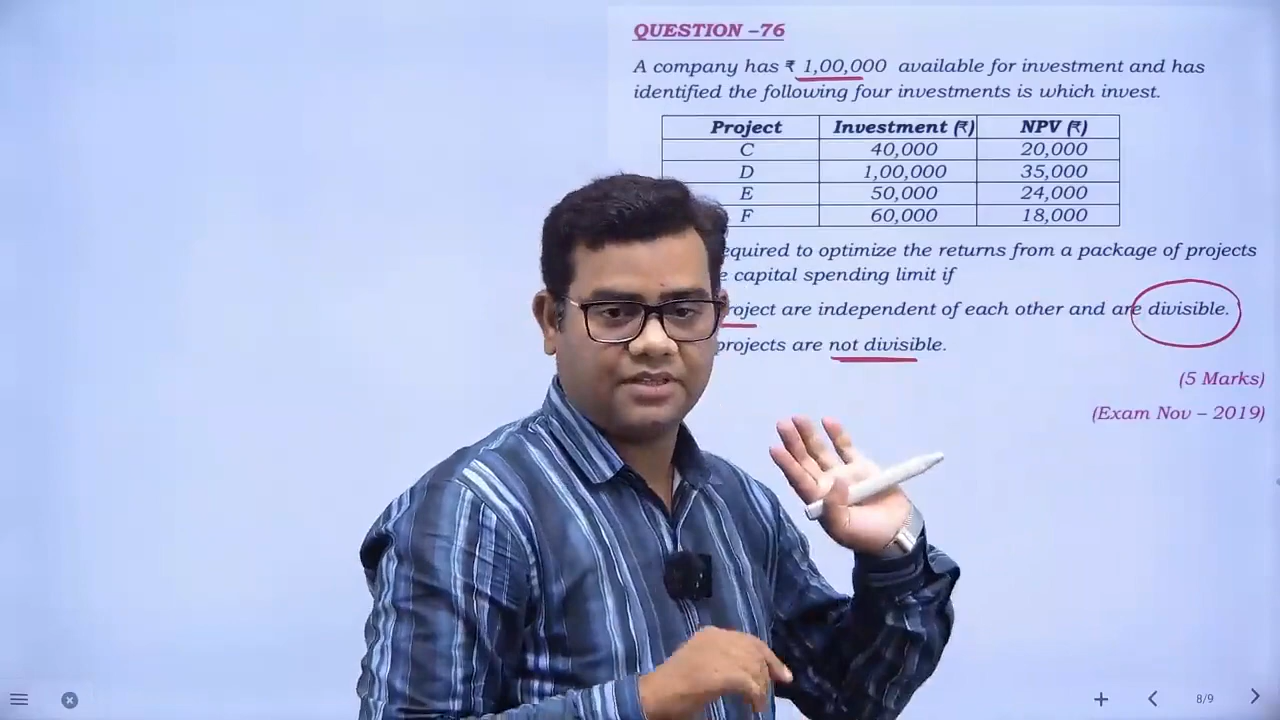 QUESTION –76
A company has ₹ 1,00,000 available for investment and has
identified the following four investments is which invest.
Project Investment (₹) NPV (₹)
C 40,000 20,000
D 1,00,000 35,000
E 50,000 24,000
F 60,000 18,000
equired to optimize the returns from a package of projects
e capital spending limit if
roject are independent of each other and are divisible.
projects are not divisible.
(5 Marks)
(Exam Nov – 2019)
8/9